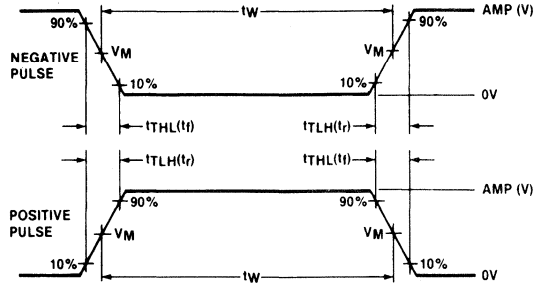 tW
AMP (V)
90%
90%
NEGATIVE
PULSE
VM
VM
10%
10%
0V
tTHL(tf)
tTLH(tr)
tTLH(tr)
tTHL(tf)
AMP (V)
90%
90%
POSITIVE
PULSE
VM
VM
10%
10%
tW
0V